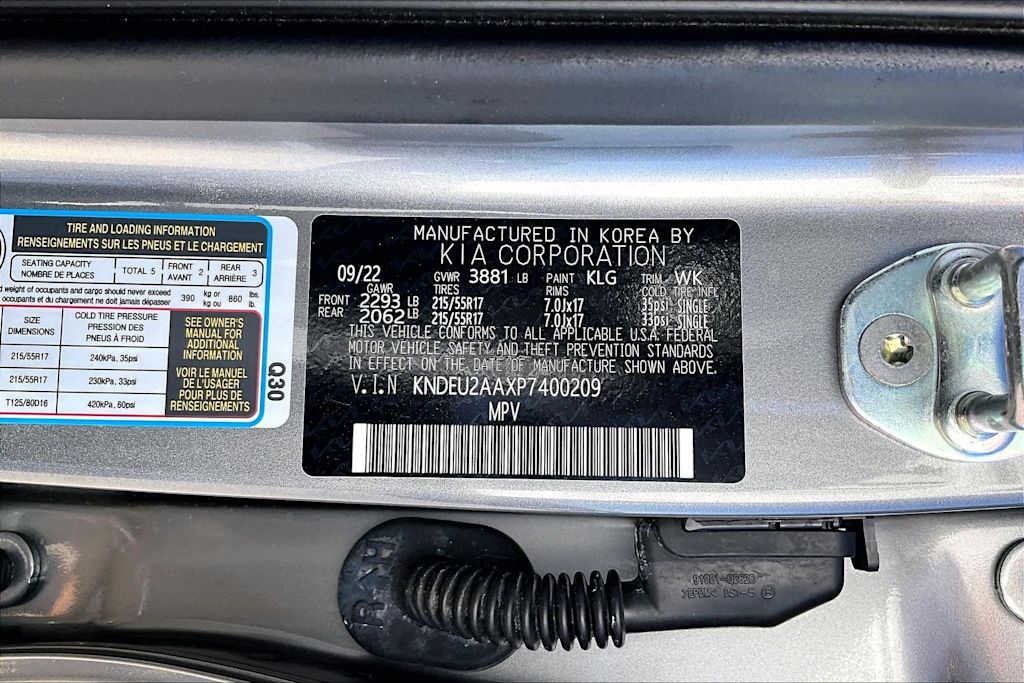 TIRE AND LOADING INFORMATION
RENSEIGNEMENTS SUR LES PNEUS ET LE CHARGEMENT
SEATING CAPACITY
NOMBRE DE PLACES
TOTAL 5
FRONT
AVANT 2
REAR
ARRIÈRE 3
weight of occupants and cargo should never exceed
occupants et du chargement ne doit jamais dépasser
390 kg or
kg ou
860 lbs.
lb.
SIZE
DIMENSIONS
COLD TIRE PRESSURE
PRESSION DES
PNEUS À FROID
215/55R17 240kPa, 35psi
215/55R17 230kPa, 33psi
T125/80D16 420kPa, 60psi
SEE OWNER'S
MANUAL FOR
ADDITIONAL
INFORMATION
VOIR LE MANUEL
DE L'USAGER
POUR PLUS DE
RENSEIGNEMENTS
Q30
MANUFACTURED IN KOREA BY
KIA CORPORATION
09/22 GVWR 3881 LB PAINT KLG TRIM WK
GAWR TIRES RIMS COLD TIRE INFL
FRONT 2293 LB 215/55R17 7.0Jx17 35psi SINGLE
REAR 2062 LB 215/55R17 7.0Jx17 33psi SINGLE
THIS VEHICLE CONFORMS TO ALL APPLICABLE U.S.A. FEDERAL
MOTOR VEHICLE SAFETY AND THEFT PREVENTION STANDARDS
IN EFFECT ON THE DATE OF MANUFACTURE SHOWN ABOVE.
V.I.N KNDEU2AAXP7400209
MPV
RH
>EPDM<